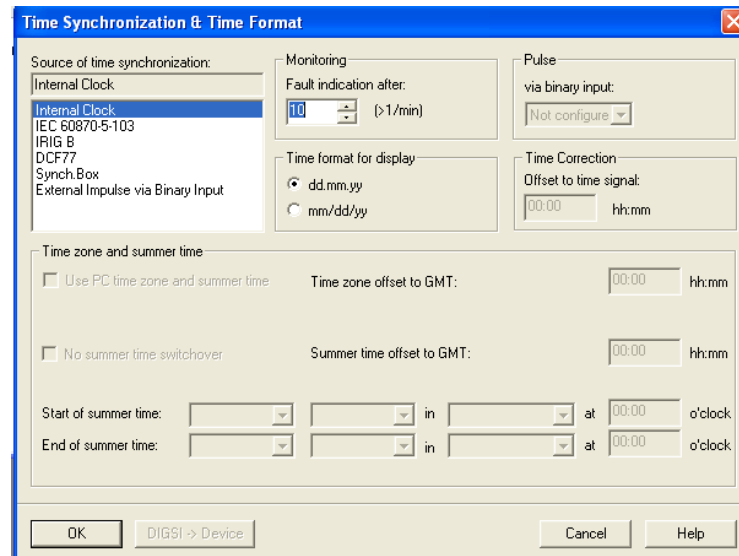 Time Synchronization & Time Format
Source of time synchronization:
Internal Clock
Internal Clock
IEC 60870-5-103
IRIG B
DCF77
Synch.Box
External Impulse via Binary Input
Monitoring
Fault indication after:
10 (>1/min)
Pulse
via binary input:
Not configure
Time format for display
dd.mm.yy
mm/dd/yy
Time Correction
Offset to time signal:
00:00 hh:mm
Time zone and summer time
Use PC time zone and summer time Time zone offset to GMT: 00:00 hh:mm
No summer time switchover Summer time offset to GMT: 00:00 hh:mm
Start of summer time: in at 00:00 o'clock
End of summer time: in at 00:00 o'clock
OK DIGSI -> Device Cancel Help